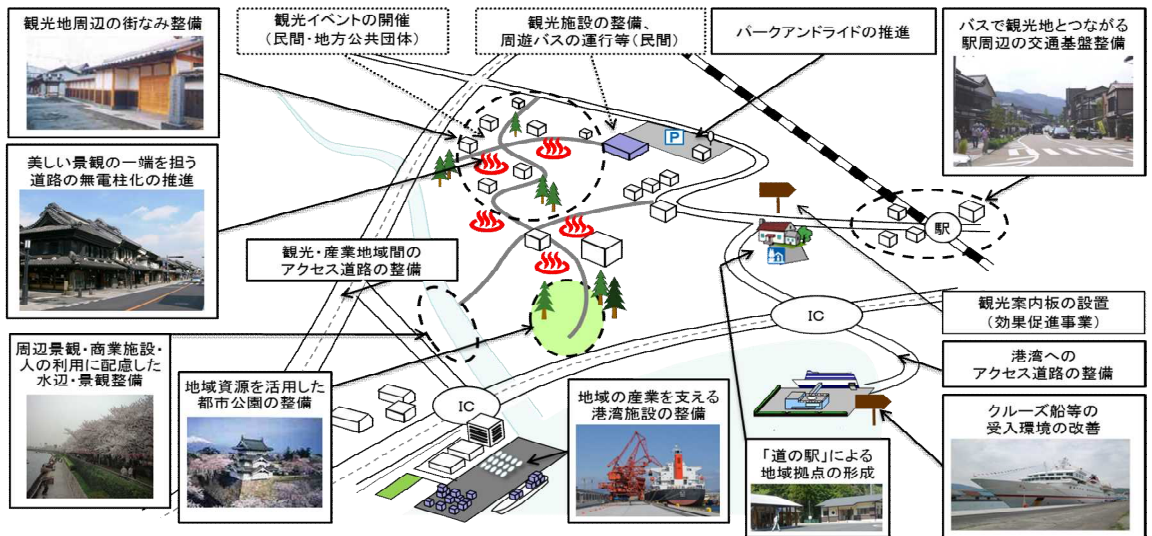 観光地周辺の街なみ整備
観光イベントの開催
（民間・地方公共団体）
観光施設の整備、
周遊バスの運行等（民間）
パークアンドライドの推進
バスで観光地とつながる
駅周辺の交通基盤整備
美しい景観の一端を担う
道路の無電柱化の推進
P
駅
観光・産業地域間の
アクセス道路の整備
観光案内板の設置
（効果促進事業）
IC
周辺景観・商業施設・
人の利用に配慮した
水辺・景観整備
地域資源を活用した
都市公園の整備
IC
地域の産業を支える
港湾施設の整備
港湾への
アクセス道路の整備
「道の駅」による
地域拠点の形成
クルーズ船等の
受入環境の改善